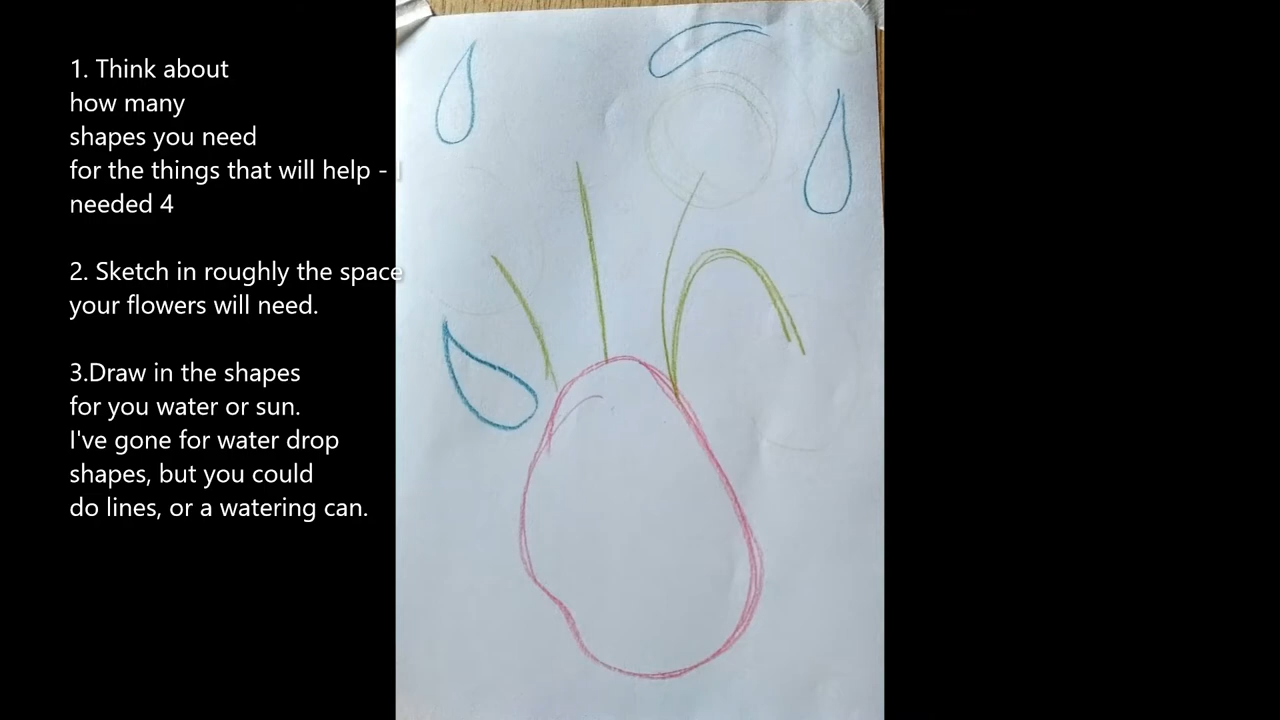 1. Think about
how many
shapes you need
for the things that will help - I
needed 4
2. Sketch in roughly the space
your flowers will need.
3.Draw in the shapes
for you water or sun.
I've gone for water drop
shapes, but you could
do lines, or a watering can.